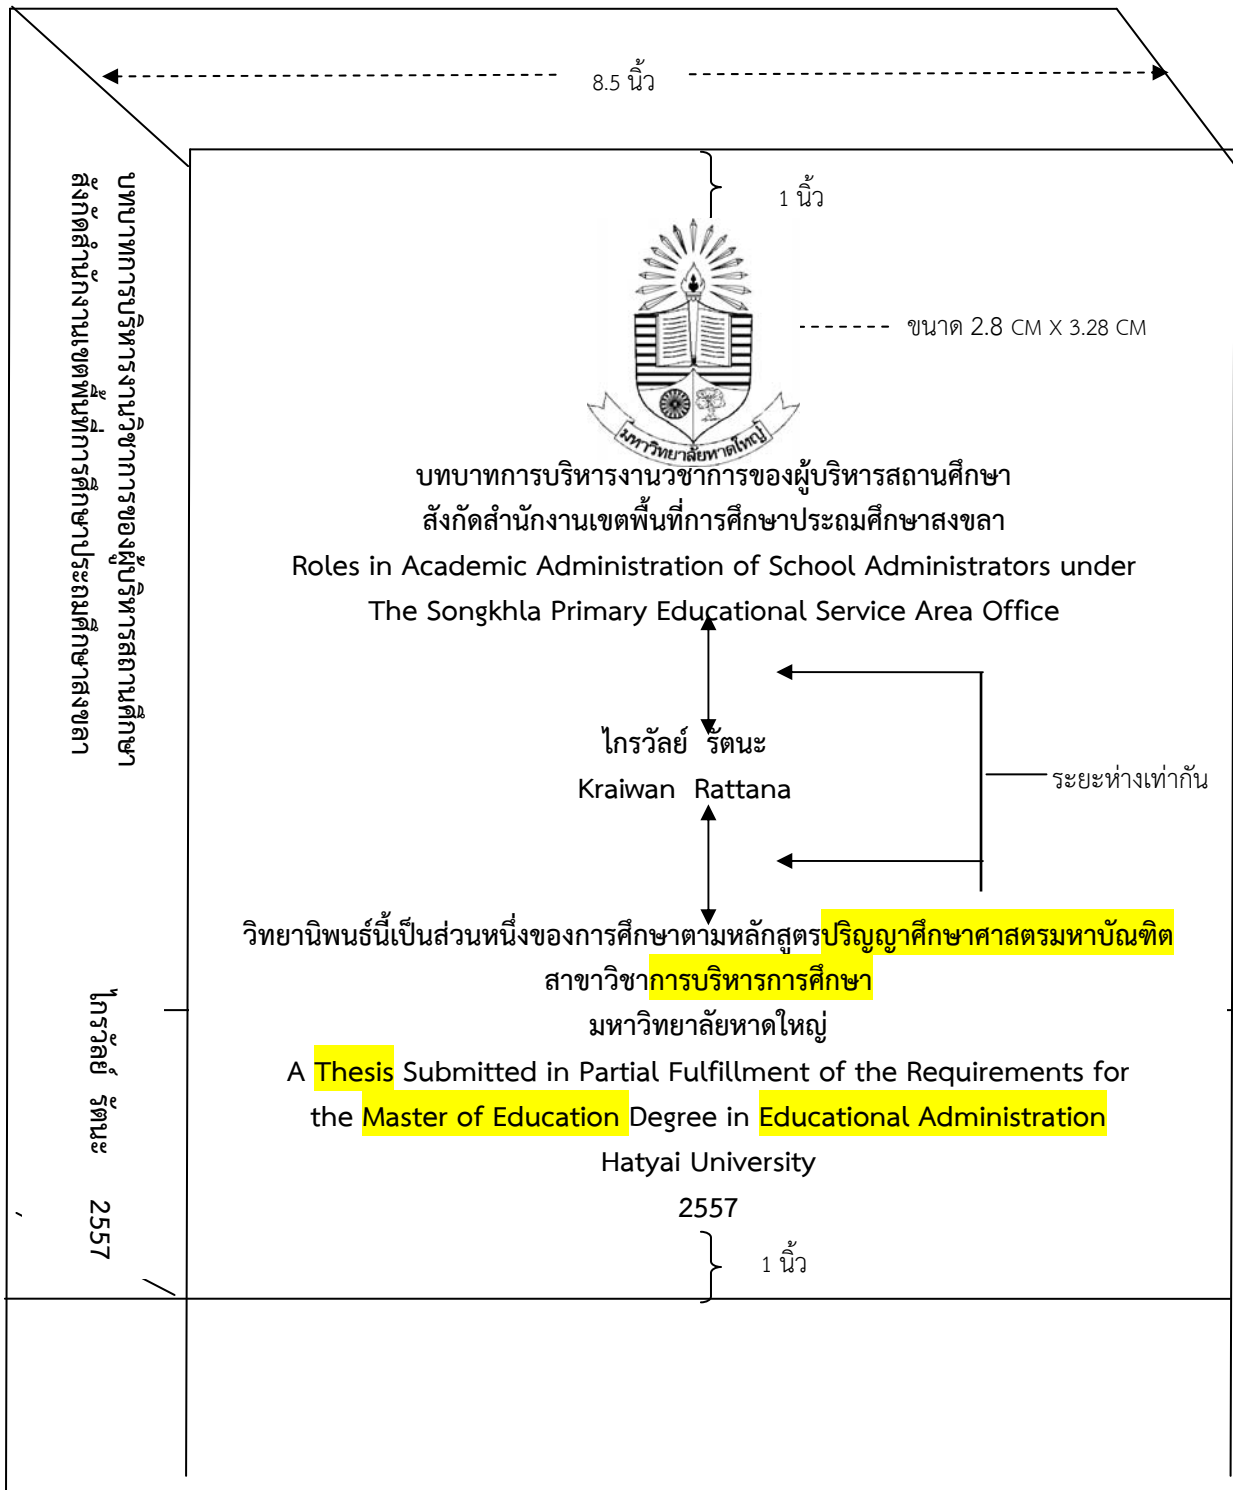 8.5 นิ้ว
1 นิ้ว
ขนาด 2.8 CM X 3.28 CM
มหาวิทยาลัยหาดใหญ่
บทบาทการบริหารงานวชาการของผู้บริหารสถานศึกษา
สังกัดสำนักงานเขตพื้นที่การศึกษาประถมศึกษาสงขลา
Roles in Academic Administration of School Administrators under
The Songkhla Primary Educational Service Area Office
ไกรวัลย์ รัตนะ
Kraiwan Rattana
ระยะห่างเท่ากัน
วิทยานิพนธ์นี้เป็นส่วนหนึ่งของการศึกษาตามหลักสูตรปริญญาศึกษาศาสตรมหาบัณฑิต
สาขาวิชาการบริหารการศึกษา
มหาวิทยาลัยหาดใหญ่
A Thesis Submitted in Partial Fulfillment of the Requirements for
the Master of Education Degree in Educational Administration
Hatyai University
2557
1 นิ้ว
บทบาทการบริหารงานวิชาการของผู้บริหารสถานศึกษา
สังกัดสำนักงานเขตพื้นที่การศึกษาประถมศึกษาสงขลา
ไกรวัลย์ รัตนะ 2557